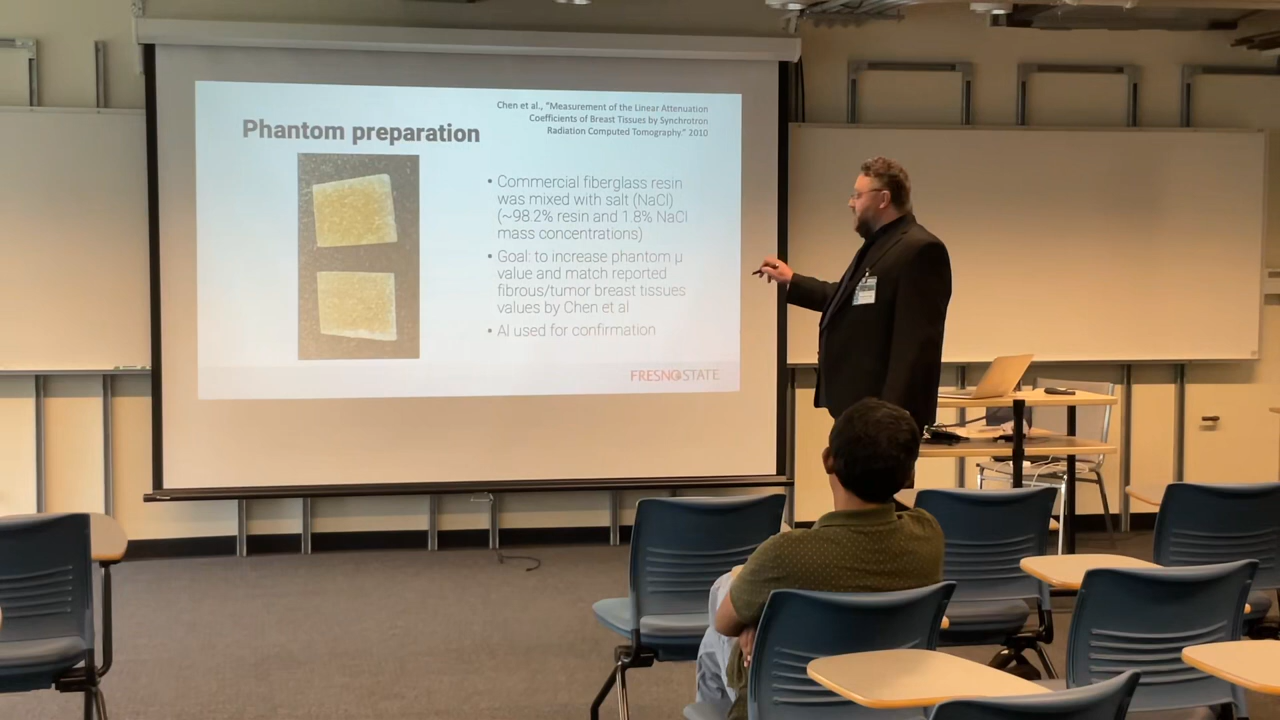 Chen et al., "Measurement of the Linear Attenuation
Coefficients of Breast Tissues by Synchrotron
Radiation Computed Tomography." 2010
Phantom preparation
• Commercial fiberglass resin
was mixed with salt (NaCl)
(~98.2% resin and 1.8% NaCl
mass concentrations)
• Goal: to increase phantom μ
value and match reported
fibrous/tumor breast tissues
values by Chen et al
• Al used for confirmation
FRESNO STATE